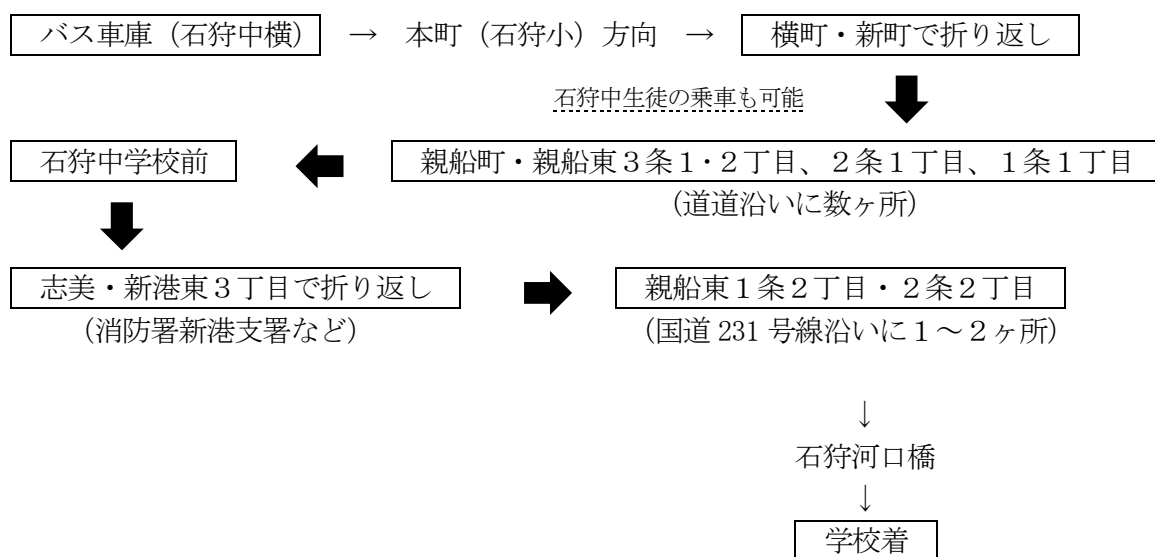 バス車庫（石狩中横） → 本町（石狩小）方向 → 横町・新町で折り返し
石狩中生徒の乗車も可能
石狩中学校前 親船町・親船東３条１・２丁目、２条１丁目、１条１丁目
（道道沿いに数ヶ所）
志美・新港東３丁目で折り返し 親船東１条２丁目・２条２丁目
（消防署新港支署など） （国道 231 号線沿いに１～２ヶ所）
↓
石狩河口橋
↓
学校着